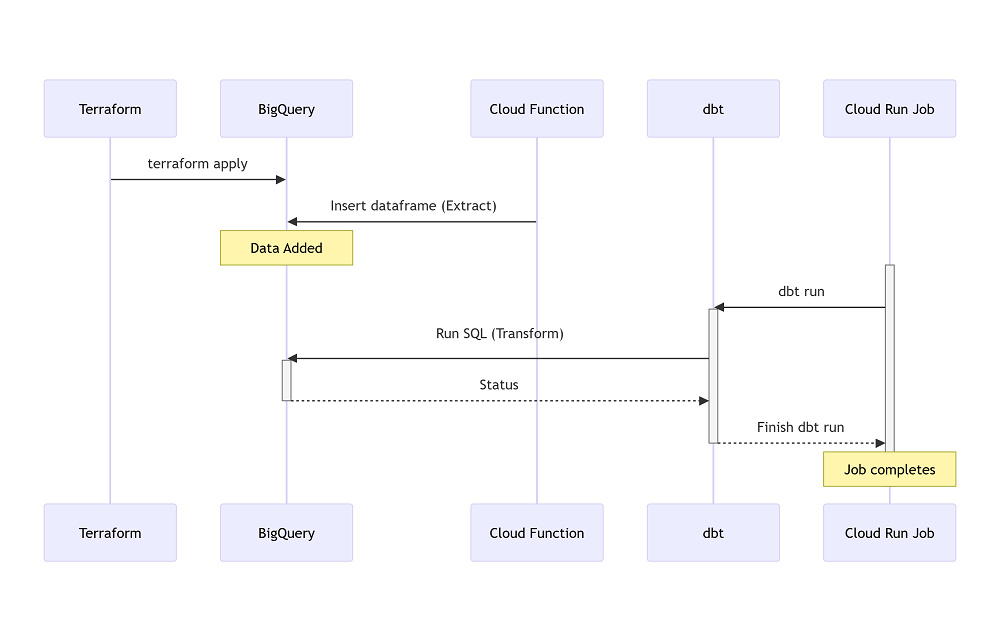 Terraform
BigQuery
Cloud Function
dbt
Cloud Run Job
terraform apply
Insert dataframe (Extract)
Data Added
dbt run
Run SQL (Transform)
Status
Finish dbt run
Job completes
Terraform
BigQuery
Cloud Function
dbt
Cloud Run Job